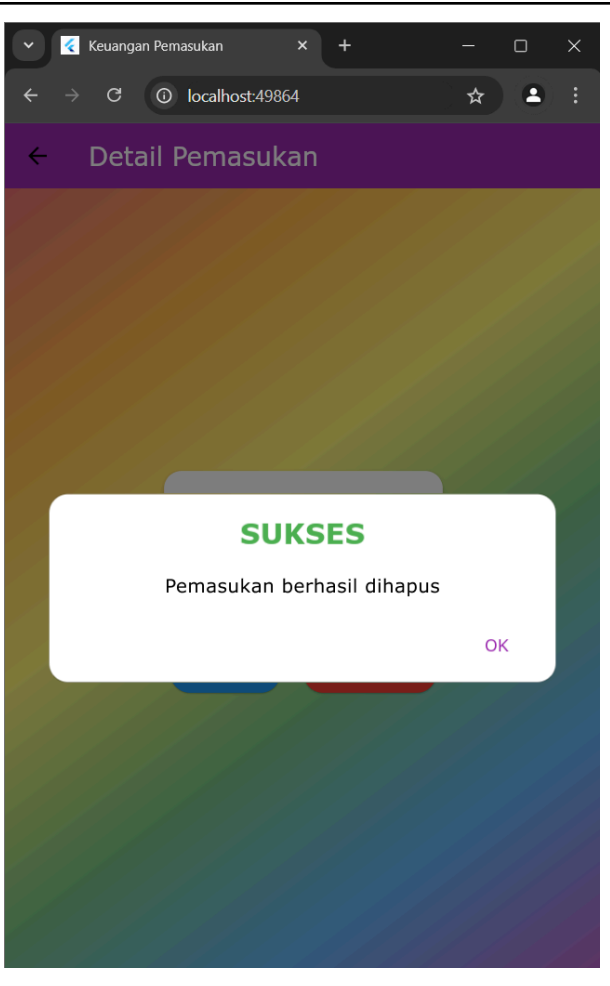 Keuangan Pemasukan
localhost:49864
Detail Pemasukan
SUKSES
Pemasukan berhasil dihapus
OK